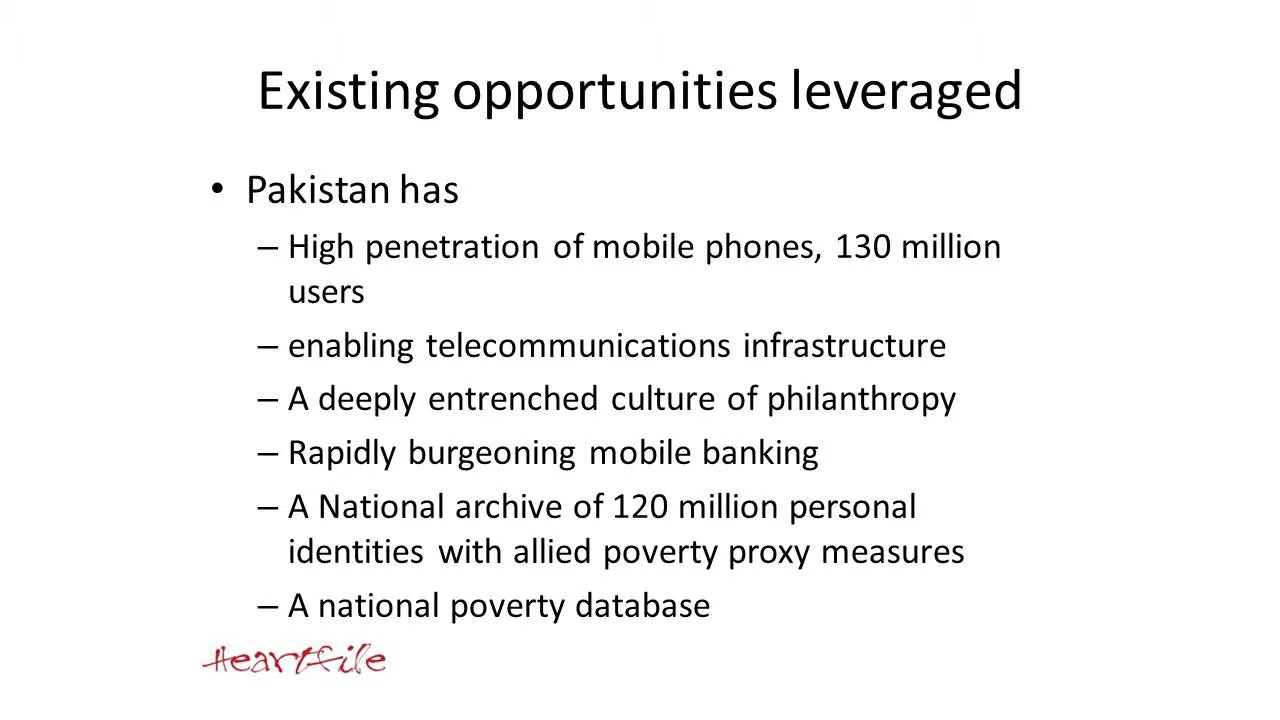 Existing opportunities leveraged
• Pakistan has
– High penetration of mobile phones, 130 million
users
– enabling telecommunications infrastructure
– A deeply entrenched culture of philanthropy
– Rapidly burgeoning mobile banking
– A National archive of 120 million personal
identities with allied poverty proxy measures
– A national poverty database
Heartfile